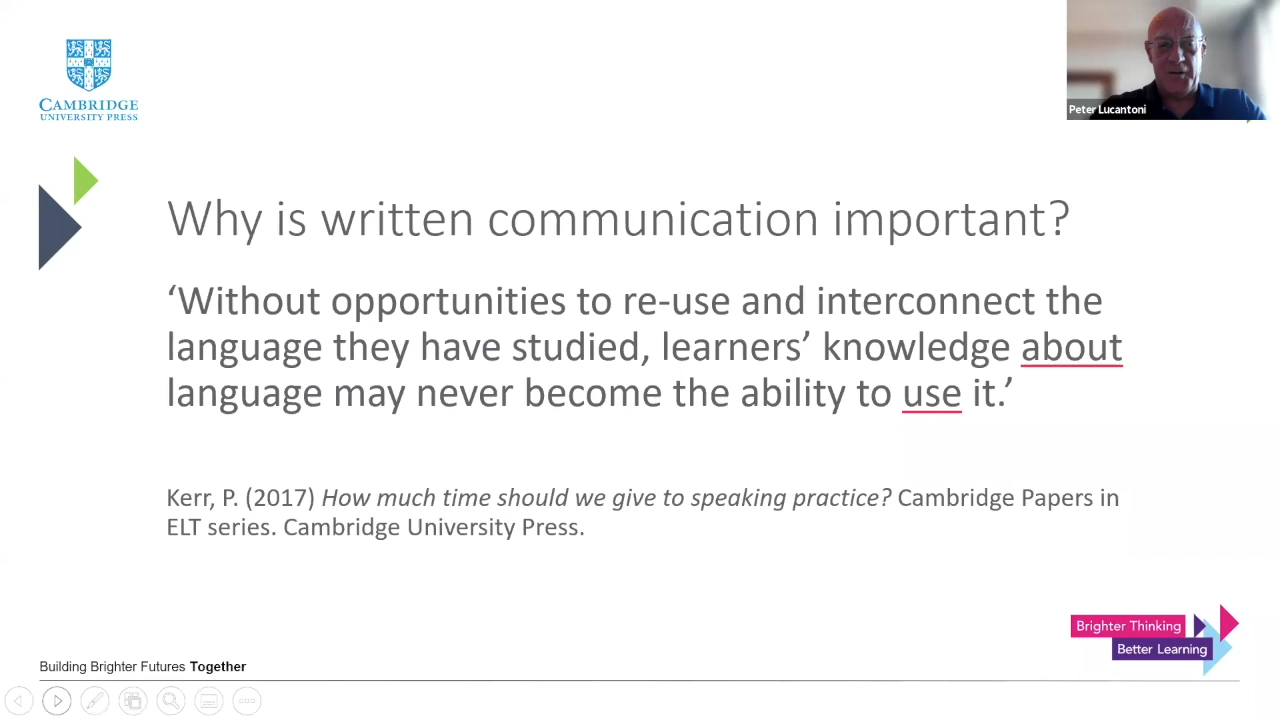 CAMBRIDGE
UNIVERSITY PRESS
Peter Lucantoni
Why is written communication important?
‘Without opportunities to re-use and interconnect the
language they have studied, learners’ knowledge about
language may never become the ability to use it.’
Kerr, P. (2017) How much time should we give to speaking practice? Cambridge Papers in
ELT series. Cambridge University Press.
Brighter Thinking
Better Learning
Building Brighter Futures Together